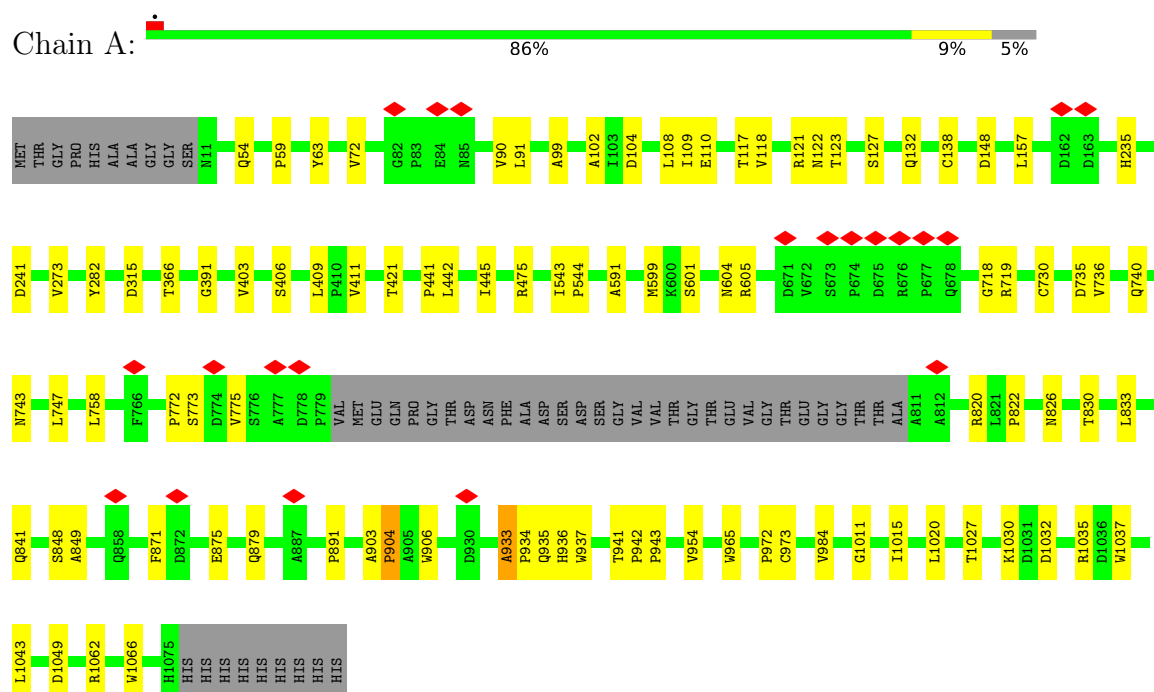 Chain A:
86% 9% 5%
MET THR GLY PRO HIS ALA ALA GLY GLY SER N11 Q54 P59 Y63 V72 G82 P83 E84 N85 V90 L91 A99 A102 I103 D104 L108 I109 E110 T117 V118 R121 N122 T123 S127 Q132 C138 D148 L157 D162 D163 H235
D241 V273 Y282 D315 T366 G391 V403 S406 L409 P410 V411 T421 P441 L442 I445 R475 I543 P544 A591 M599 K600 S601 N604 R605 D671 V672 S673 P674 D675 R676 P677 Q678 G718 R719 C730 D735 V736 Q740
N743 L747 L758 F766 P772 S773 D774 V775 S776 A777 D778 P779 VAL MET GLU GLN PRO GLY THR ASP ASN PHE ALA ASP SER ASP SER GLY VAL VAL THR GLY THR GLU VAL GLY THR GLU GLY GLY THR THR ALA A811 A812 R820 L821 P822 N826 T830 L833
Q841 S848 A849 Q858 F871 D872 E875 Q879 A887 P891 A903 P904 A905 W906 D930 A933 P934 Q935 H936 W937 T941 P942 P943 V954 W965 P972 C973 V984 G1011 I1015 L1020 T1027 K1030 D1031 D1032 R1035 D1036 W1037
L1043 D1049 R1062 W1066 H1075 HIS HIS HIS HIS HIS HIS HIS HIS HIS